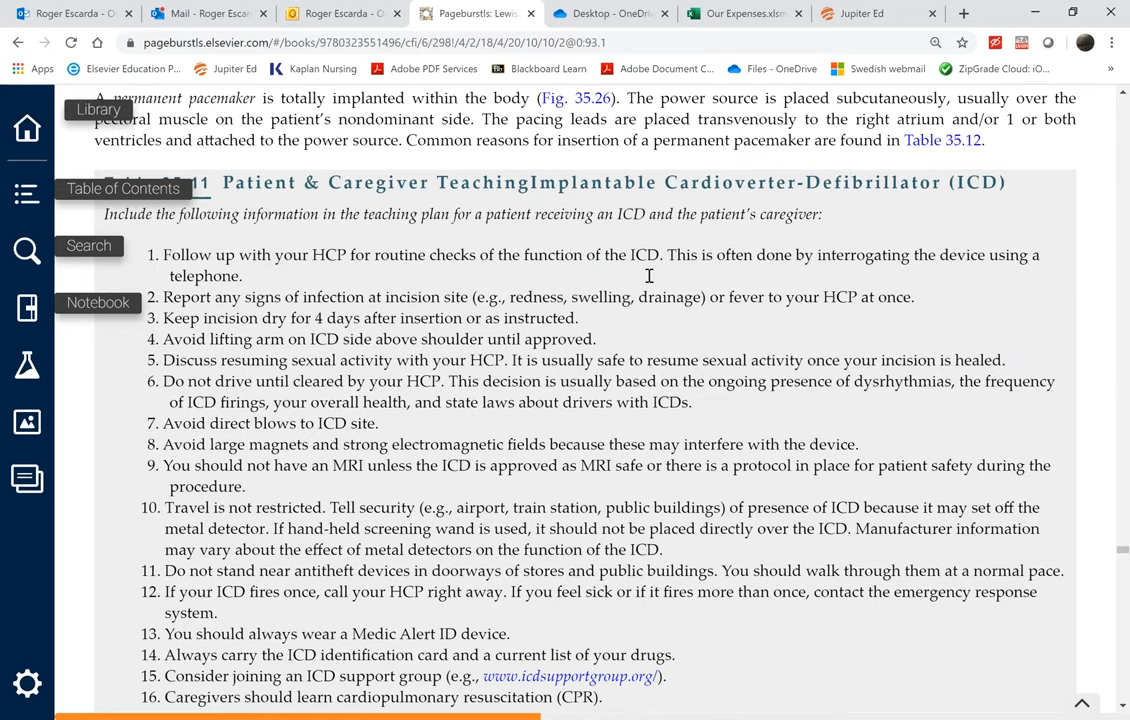 Roger Escarda -
Mail - Roger Escar
Roger Escarda - O
Pageburstls: Lewis
Desktop - OneDriv
Our Expenses.xlsm
Jupiter Ed
pageburstls.elsevier.com/#/books/9780323551496/cfi/6/298!/4/2/18/4/20/10/10/2@0:93.1
Apps
Elsevier Education P...
Jupiter Ed
Kaplan Nursing
Adobe PDF Services
Blackboard Learn
Adobe Document C...
Files - OneDrive
Swedish webmail
ZipGrade Cloud: iO...
»
Library
Table of Contents
Search
Notebook
A permanent pacemaker is totally implanted within the body (Fig. 35.26). The power source is placed subcutaneously, usually over the
pectoral muscle on the patient's nondominant side. The pacing leads are placed transvenously to the right atrium and/or 1 or both
ventricles and attached to the power source. Common reasons for insertion of a permanent pacemaker are found in Table 35.12.
11 Patient & Caregiver TeachingImplantable Cardioverter-Defibrillator (ICD)
Include the following information in the teaching plan for a patient receiving an ICD and the patient's caregiver:
1. Follow up with your HCP for routine checks of the function of the ICD. This is often done by interrogating the device using a
telephone.
2. Report any signs of infection at incision site (e.g., redness, swelling, drainage) or fever to your HCP at once.
3. Keep incision dry for 4 days after insertion or as instructed.
4. Avoid lifting arm on ICD side above shoulder until approved.
5. Discuss resuming sexual activity with your HCP. It is usually safe to resume sexual activity once your incision is healed.
6. Do not drive until cleared by your HCP. This decision is usually based on the ongoing presence of dysrhythmias, the frequency
of ICD firings, your overall health, and state laws about drivers with ICDs.
7. Avoid direct blows to ICD site.
8. Avoid large magnets and strong electromagnetic fields because these may interfere with the device.
9. You should not have an MRI unless the ICD is approved as MRI safe or there is a protocol in place for patient safety during the
procedure.
10. Travel is not restricted. Tell security (e.g., airport, train station, public buildings) of presence of ICD because it may set off the
metal detector. If hand-held screening wand is used, it should not be placed directly over the ICD. Manufacturer information
may vary about the effect of metal detectors on the function of the ICD.
11. Do not stand near antitheft devices in doorways of stores and public buildings. You should walk through them at a normal pace.
12. If your ICD fires once, call your HCP right away. If you feel sick or if it fires more than once, contact the emergency response
system.
13. You should always wear a Medic Alert ID device.
14. Always carry the ICD identification card and a current list of your drugs.
15. Consider joining an ICD support group (e.g., www.icdsupportgroup.org/).
16. Caregivers should learn cardiopulmonary resuscitation (CPR).